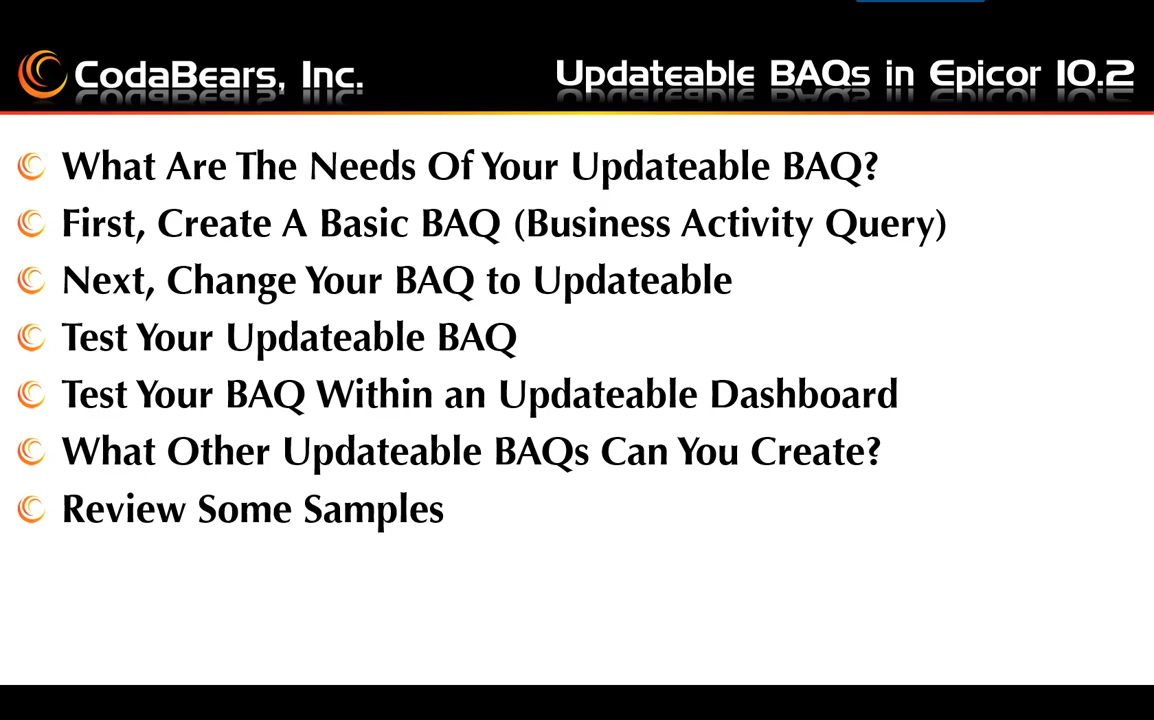 CodaBears, Inc.
Updateable BAQs in Epicor 10.2
What Are The Needs Of Your Updateable BAQ?
First, Create A Basic BAQ (Business Activity Query)
Next, Change Your BAQ to Updateable
Test Your Updateable BAQ
Test Your BAQ Within an Updateable Dashboard
What Other Updateable BAQs Can You Create?
Review Some Samples